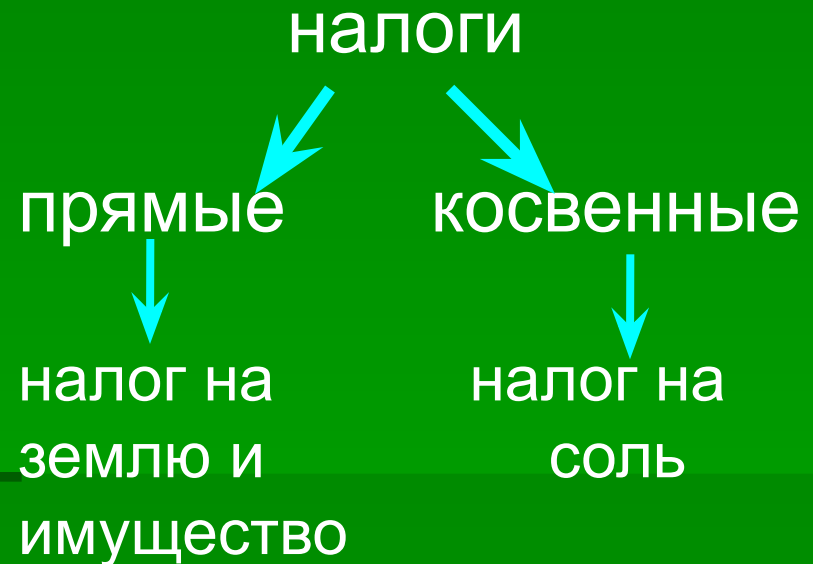 налоги
прямые
косвенные
налог на
землю и
имущество
налог на
соль